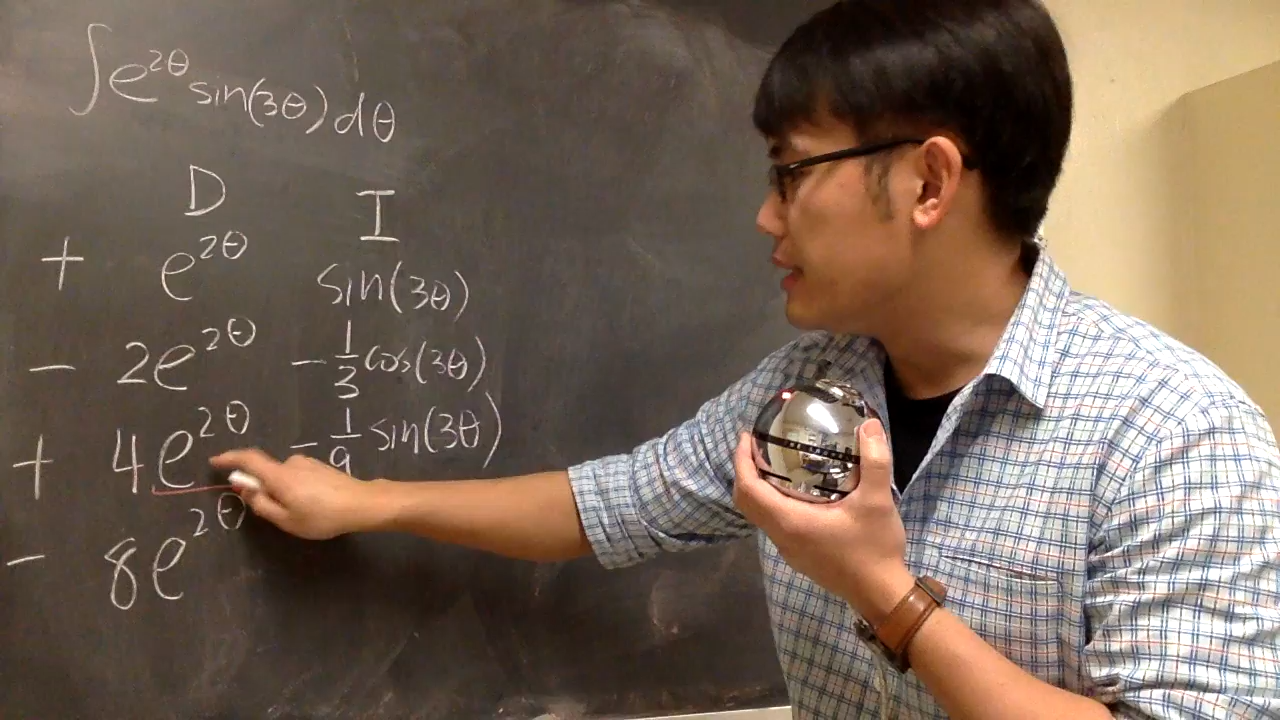 ∫e^{2θ} sin(3θ) dθ
D I
+ e^{2θ} sin(3θ)
− 2e^{2θ} −1/3 cos(3θ)
+ 4e^{2θ} −1/9 sin(3θ)
− 8e^{2θ}